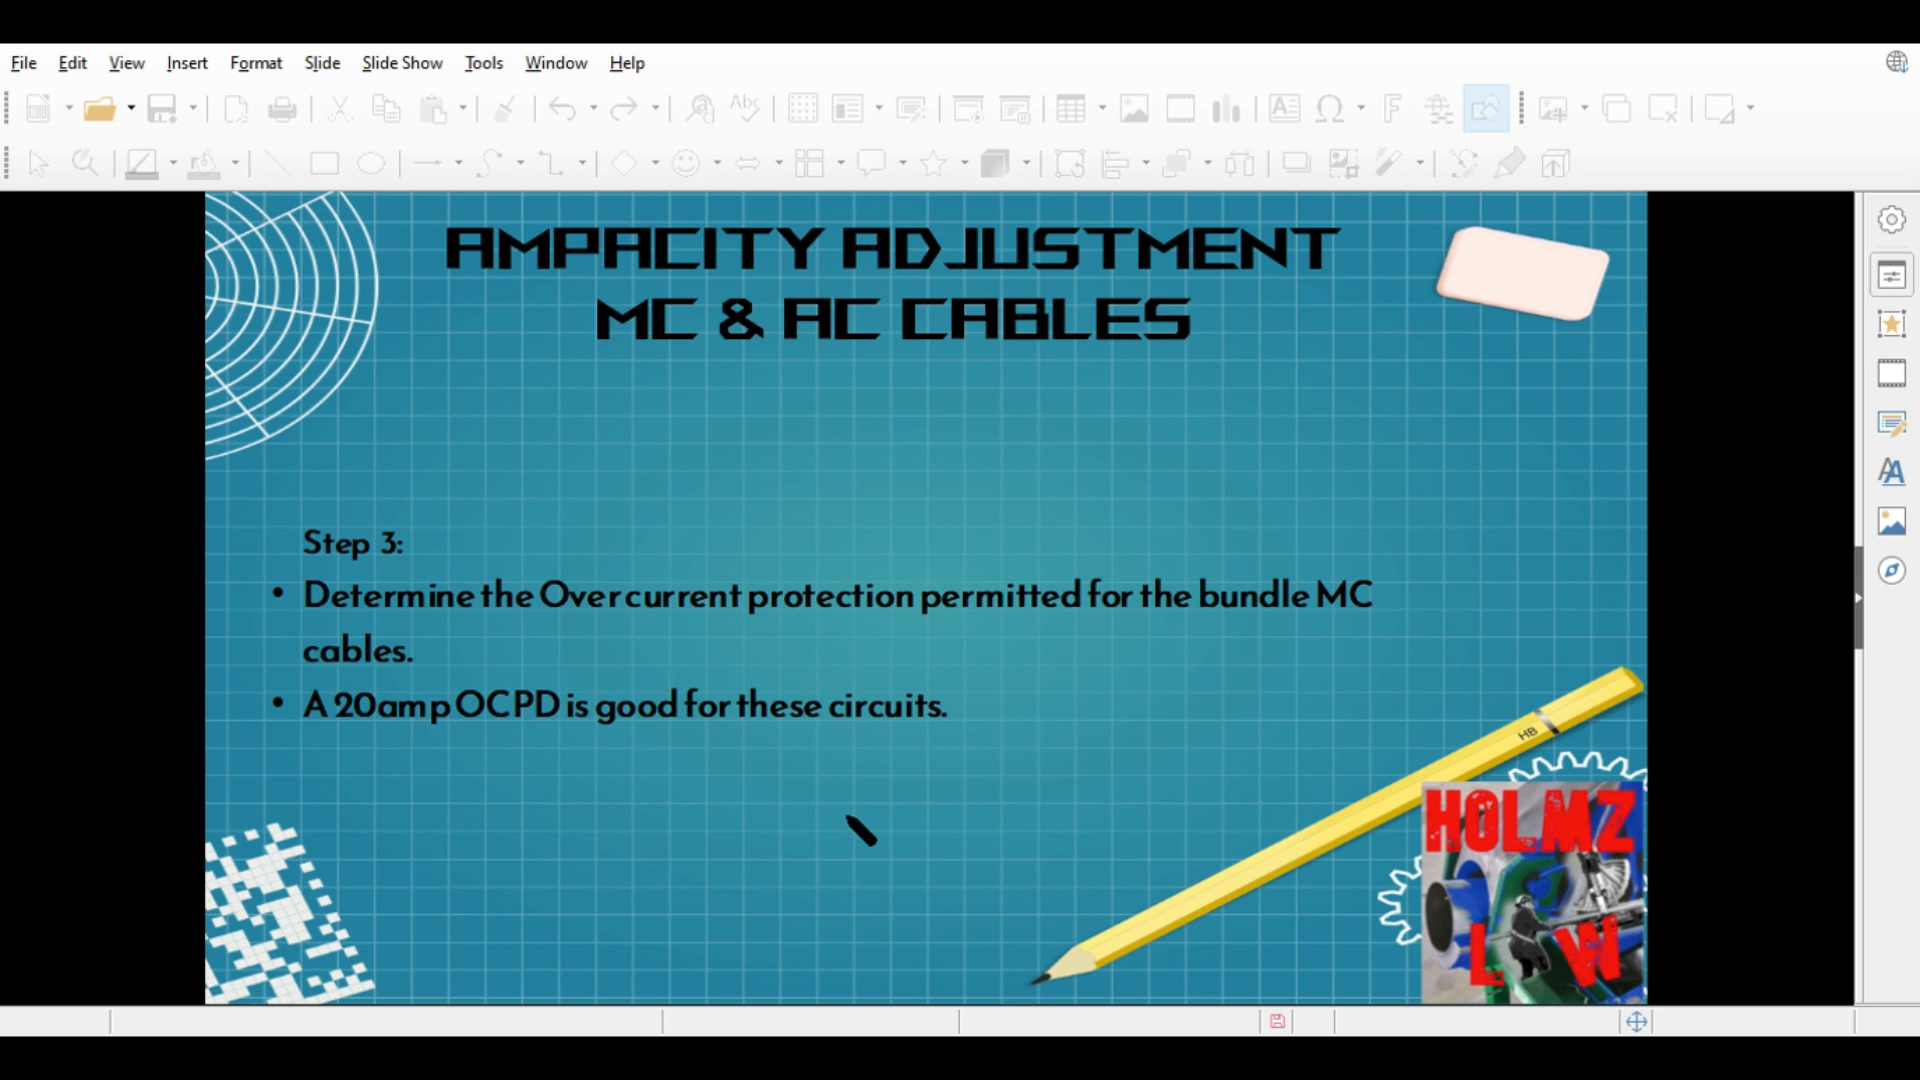 File Edit View Insert Format Slide Slide Show Tools Window Help
Abc
AMPACITY ADJUSTMENT
MC & AC CABLES
Step 3:
• Determine the Overcurrent protection permitted for the bundle MC
cables.
• A 20amp OCPD is good for these circuits.
HB
HOLMZ
L W